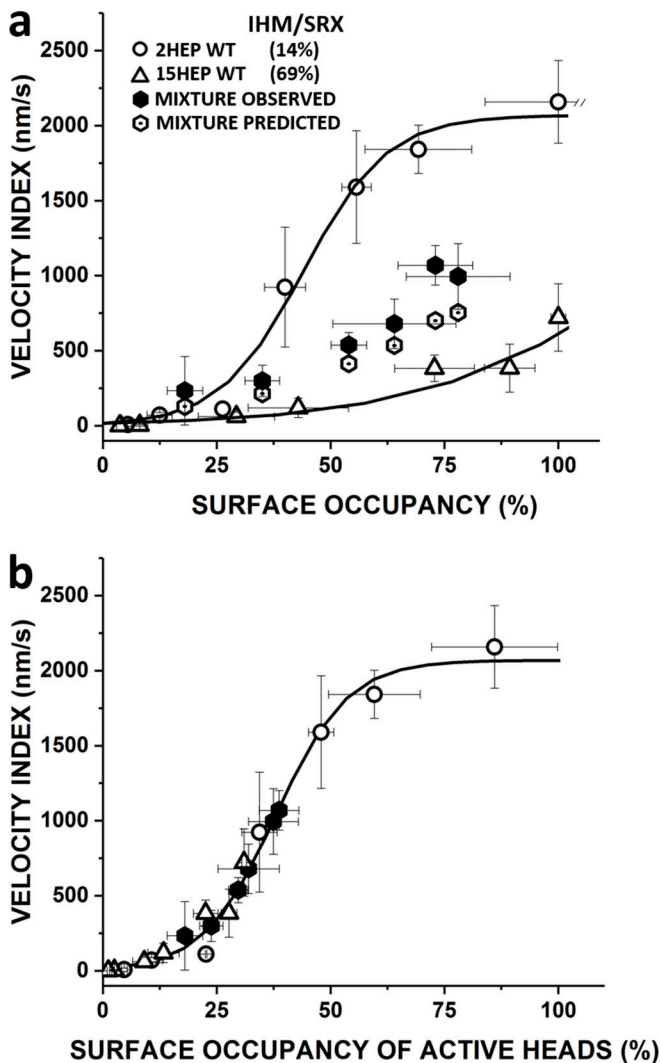 a
IHM/SRX
2HEP WT (14%)
15HEP WT (69%)
MIXTURE OBSERVED
MIXTURE PREDICTED
VELOCITY INDEX (nm/s)
2500
2000
1500
1000
500
0
0 25 50 75 100
SURFACE OCCUPANCY (%)
b
VELOCITY INDEX (nm/s)
2500
2000
1500
1000
500
0
0 25 50 75 100
SURFACE OCCUPANCY OF ACTIVE HEADS (%)